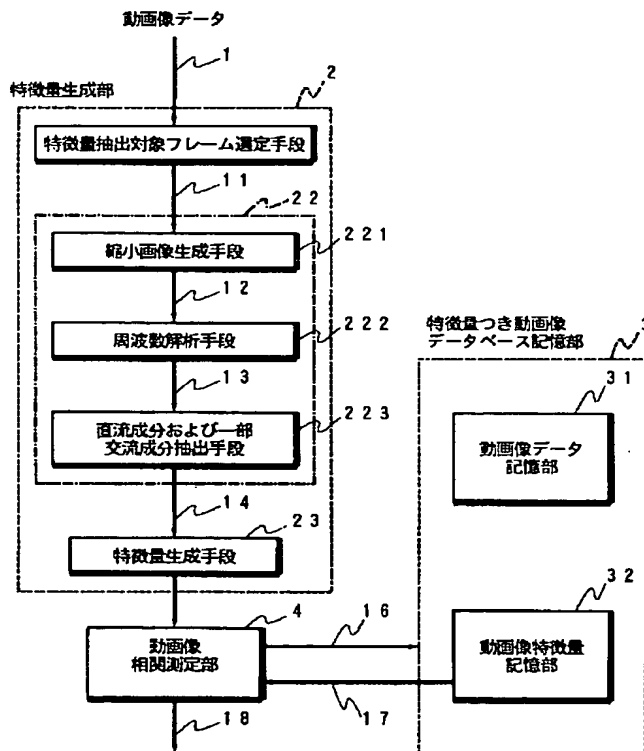 動画像データ
1
特徴量生成部
2
特徴量抽出対象フレーム選定手段
11
22
縮小画像生成手段
221
12
周波数解析手段
222
13
直流成分および一部
交流成分抽出手段
223
14
23
特徴量生成手段
特徴量つき動画像
データベース記憶部
3
31
動画像データ
記憶部
32
動画像特徴量
記憶部
4
動画像
相関測定部
16
17
18